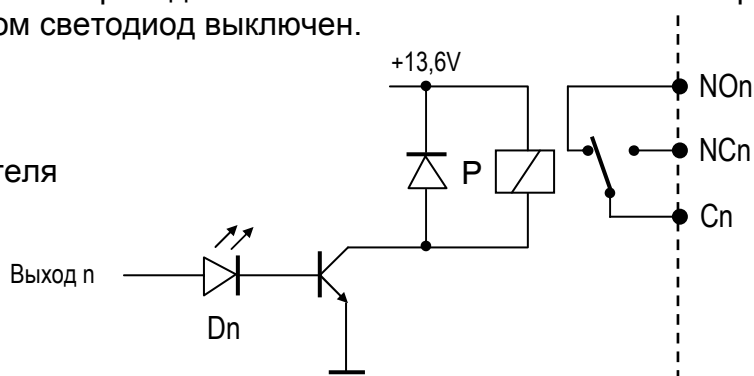 ом светодиод выключен.
+13,6V
NOn
NCn
теля
P
Cn
Выход n
Dn